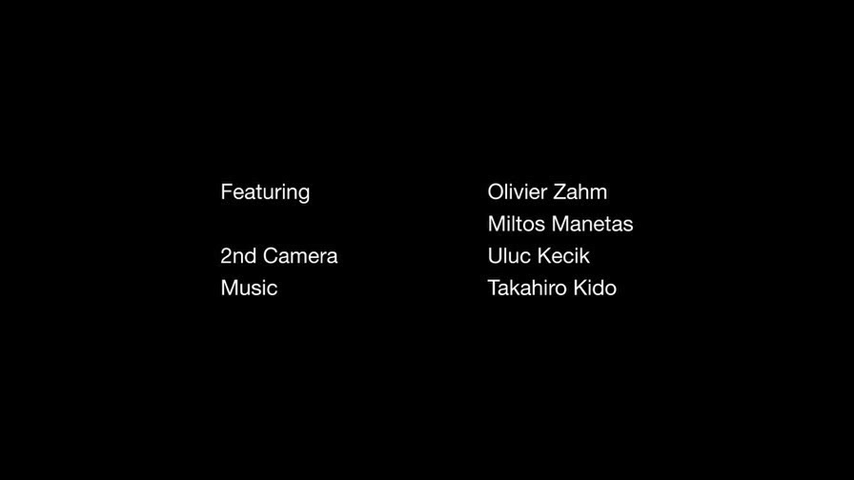 Featuring Olivier Zahm
Miltos Manetas
2nd Camera Uluc Kecik
Music Takahiro Kido